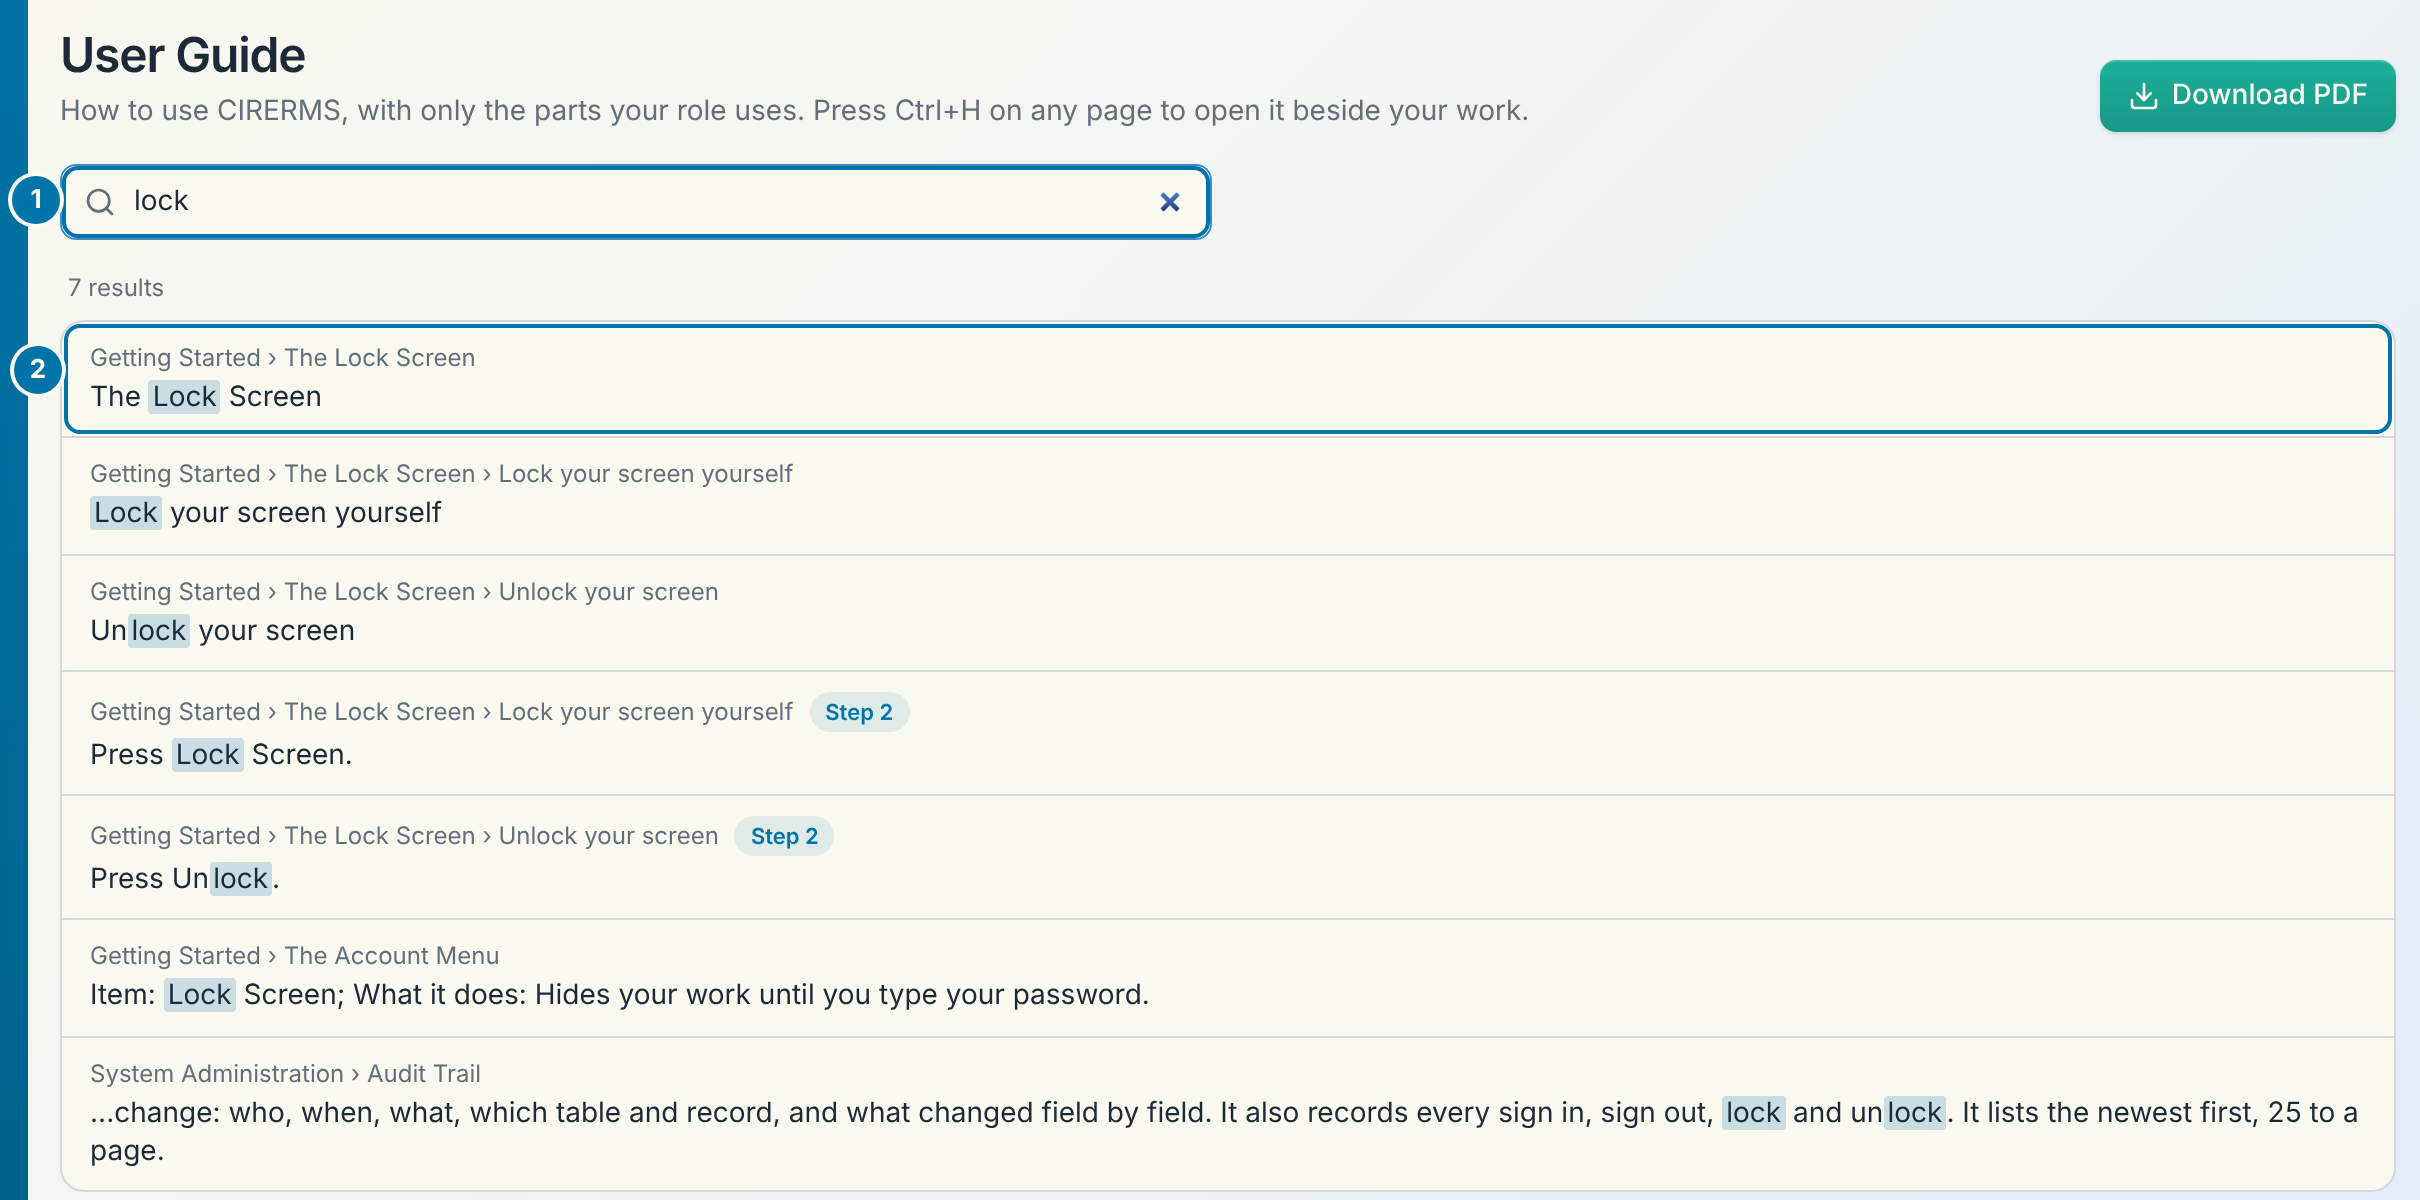 User Guide
How to use CIRERMS, with only the parts your role uses. Press Ctrl+H on any page to open it beside your work.
Download PDF
1
lock
7 results
2
Getting Started › The Lock Screen
The Lock Screen
Getting Started › The Lock Screen › Lock your screen yourself
Lock your screen yourself
Getting Started › The Lock Screen › Unlock your screen
Unlock your screen
Getting Started › The Lock Screen › Lock your screen yourself Step 2
Press Lock Screen.
Getting Started › The Lock Screen › Unlock your screen Step 2
Press Unlock.
Getting Started › The Account Menu
Item: Lock Screen; What it does: Hides your work until you type your password.
System Administration › Audit Trail
...change: who, when, what, which table and record, and what changed field by field. It also records every sign in, sign out, lock and unlock. It lists the newest first, 25 to a
page.